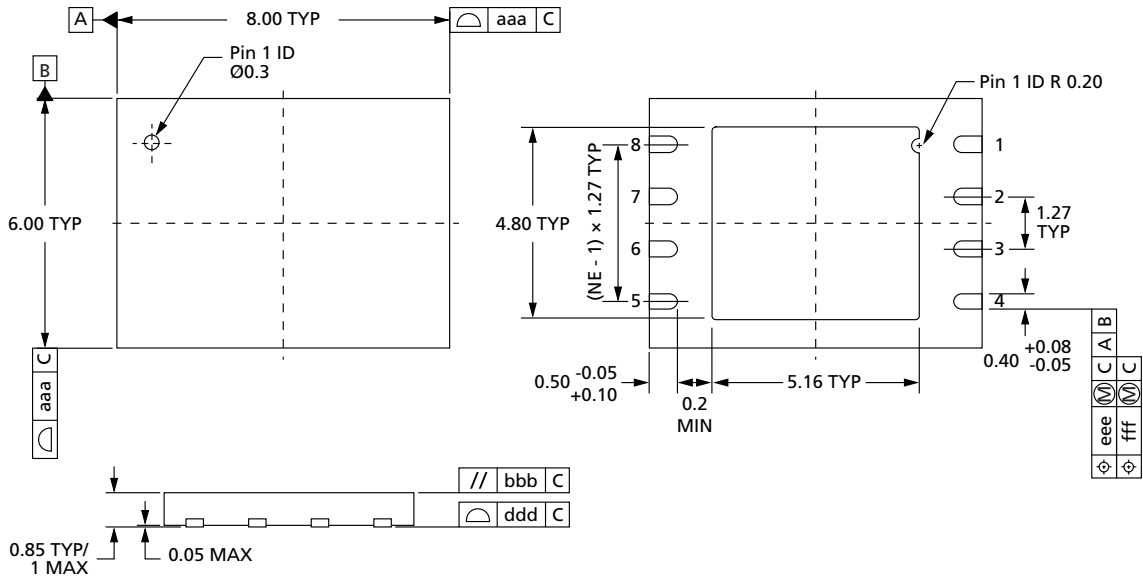 A
8.00 TYP
aaa C
Pin 1 ID
Ø0.3
B
6.00 TYP
aaa C
Pin 1 ID R 0.20
8
7
6
5
1
2
3
4
4.80 TYP
(NE - 1) × 1.27 TYP
1.27
TYP
0.50 -0.05
+0.10
0.2
MIN
5.16 TYP
0.40 +0.08
-0.05
eee M C A B
fff M C
// bbb C
ddd C
0.85 TYP/
1 MAX
0.05 MAX